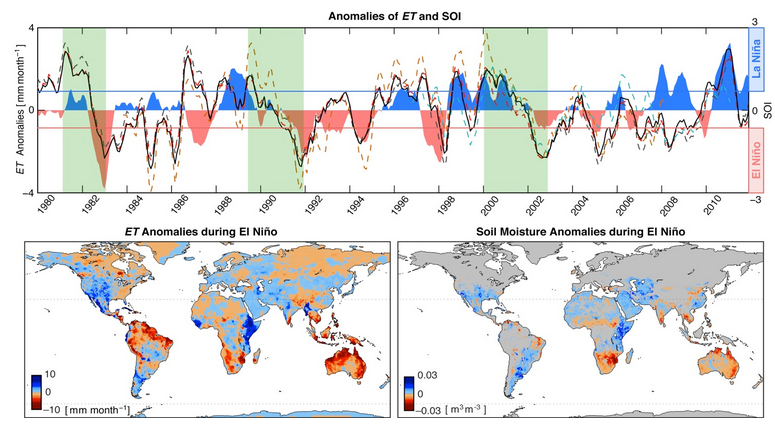 Anomalies of ET and SOI
ET Anomalies [mm month⁻¹]
4
0
−4
3
0
−3
SOI
La Niña
El Niño
1980 1982 1984 1986 1988 1990 1992 1994 1996 1998 2000 2002 2004 2006 2008 2010
ET Anomalies during El Niño
Soil Moisture Anomalies during El Niño
10
0
−10 [mm month⁻¹]
0.03
0
−0.03 [m³m⁻³]